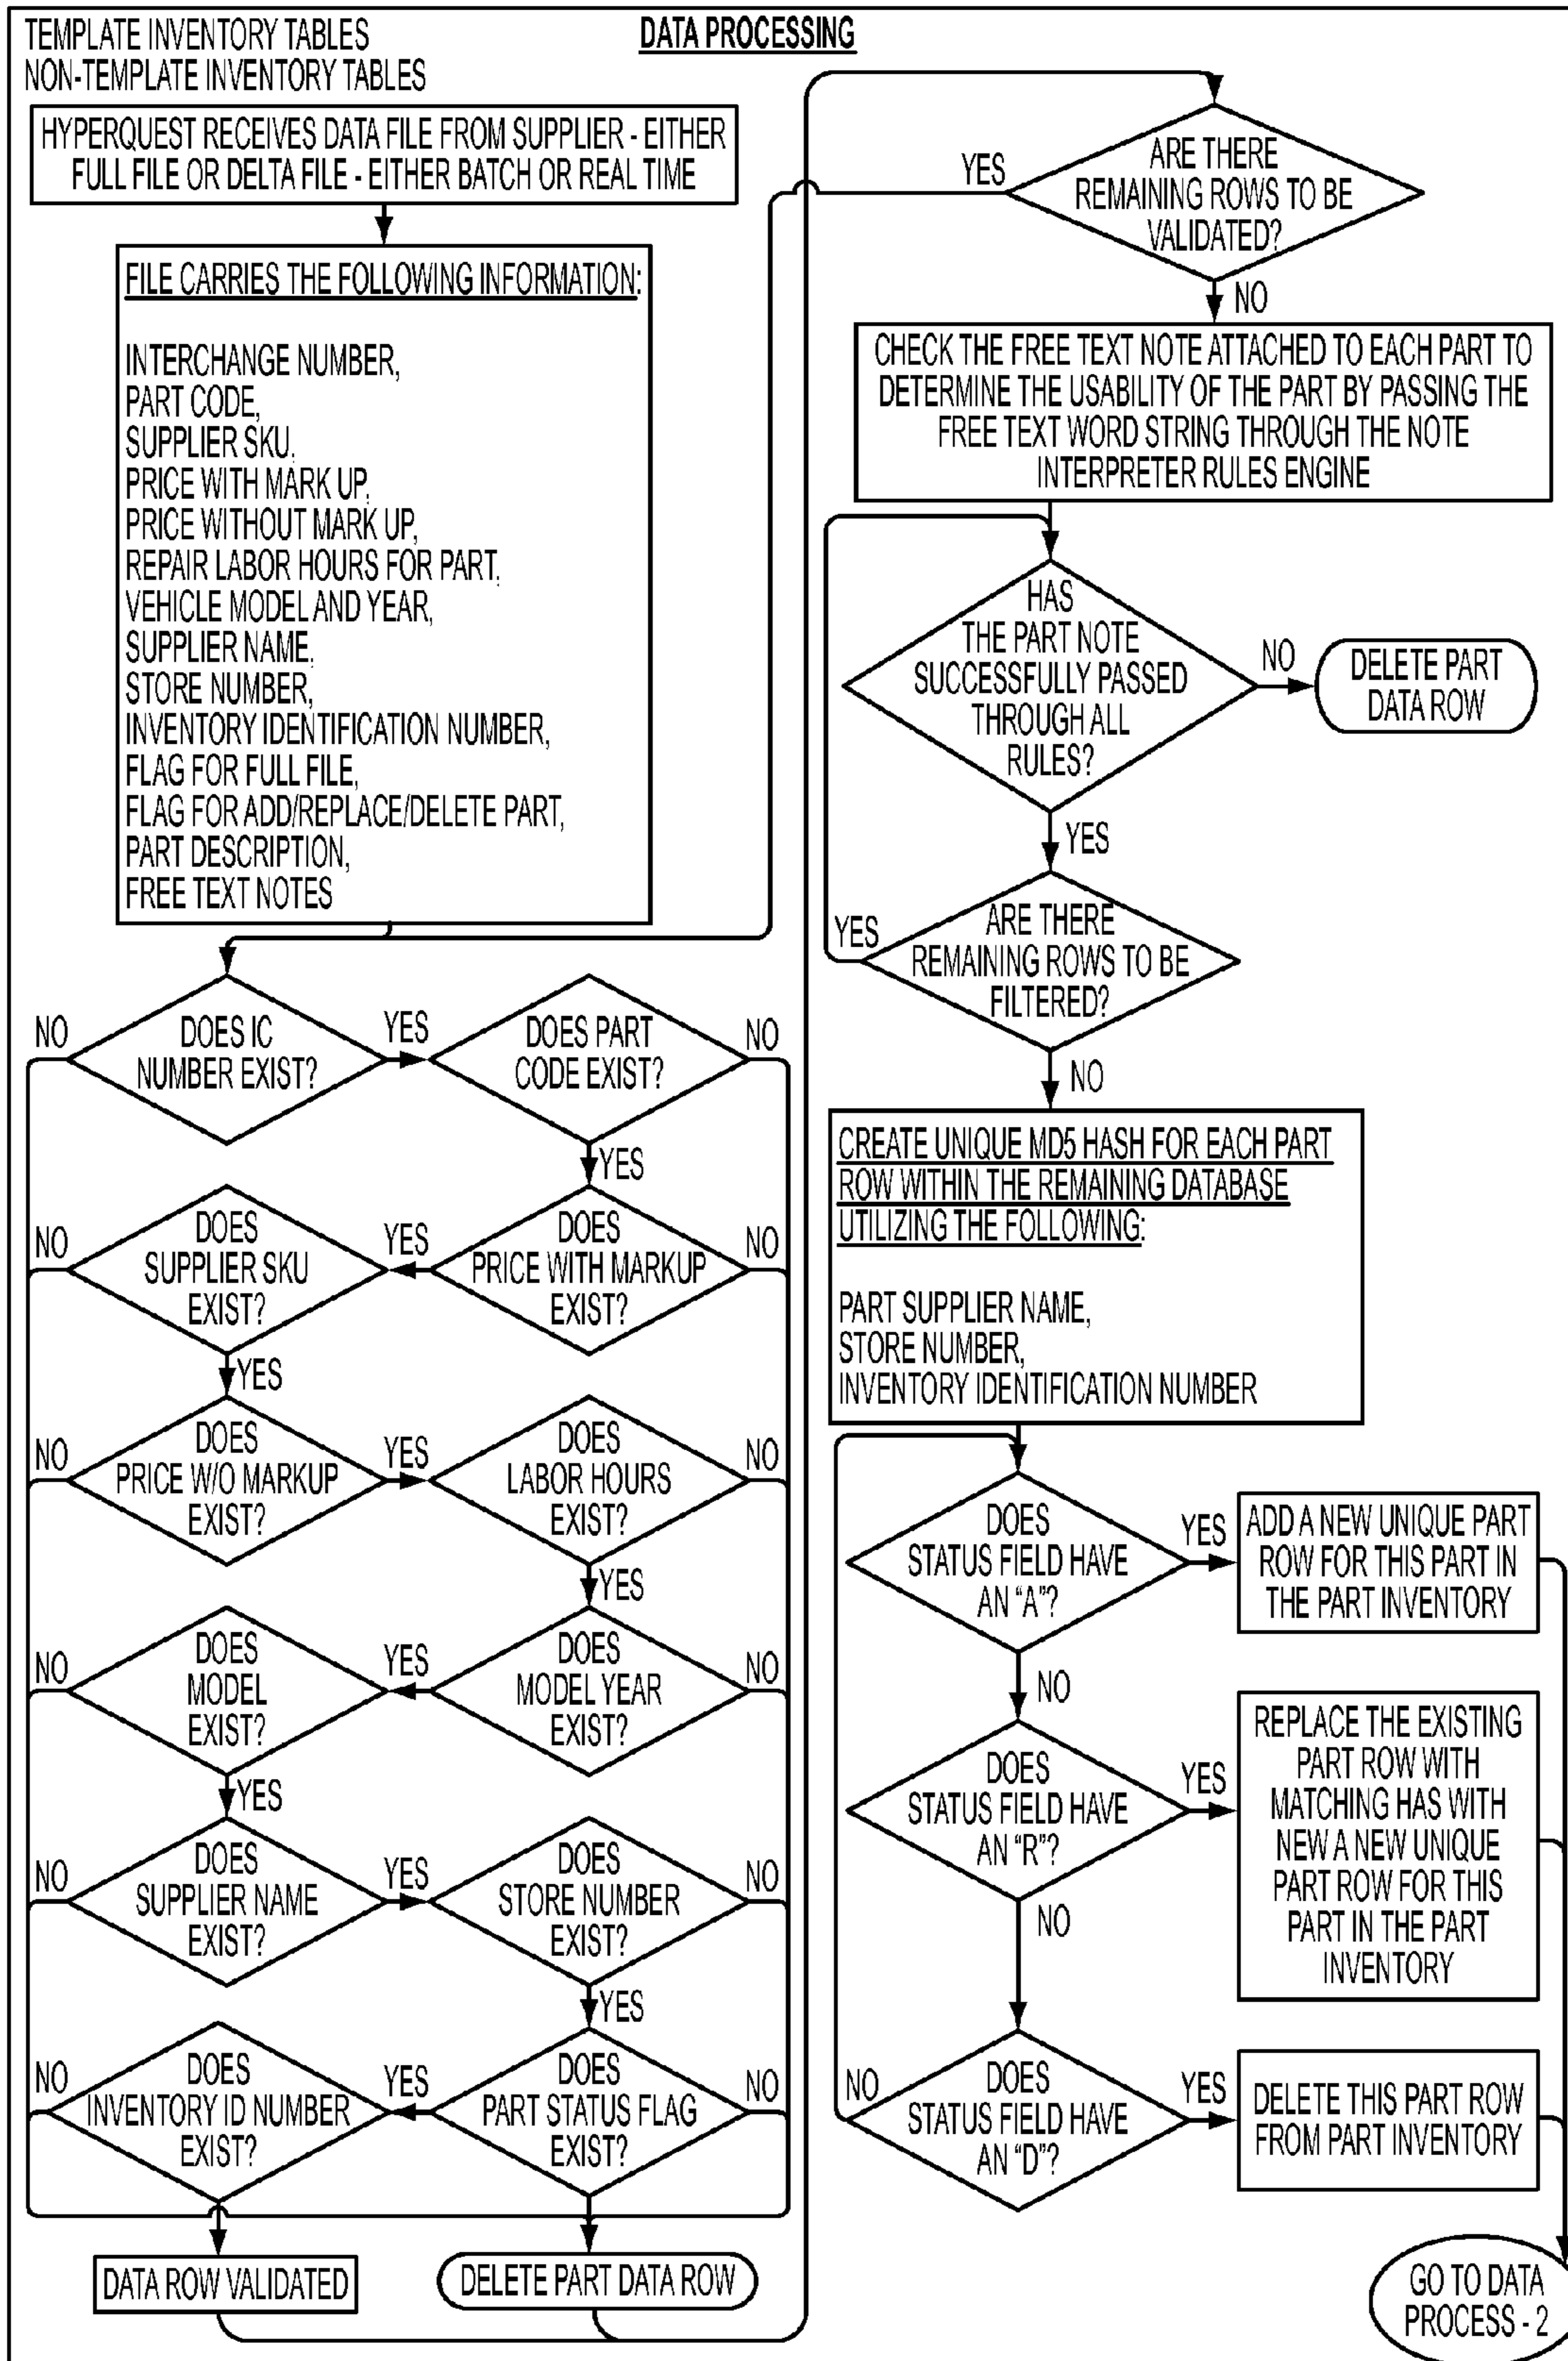 TEMPLATE INVENTORY TABLES
NON-TEMPLATE INVENTORY TABLES
DATA PROCESSING
HYPERQUEST RECEIVES DATA FILE FROM SUPPLIER - EITHER
FULL FILE OR DELTA FILE - EITHER BATCH OR REAL TIME
FILE CARRIES THE FOLLOWING INFORMATION:
INTERCHANGE NUMBER,
PART CODE,
SUPPLIER SKU,
PRICE WITH MARK UP,
PRICE WITHOUT MARK UP,
REPAIR LABOR HOURS FOR PART,
VEHICLE MODEL AND YEAR,
SUPPLIER NAME,
STORE NUMBER,
INVENTORY IDENTIFICATION NUMBER,
FLAG FOR FULL FILE,
FLAG FOR ADD/REPLACE/DELETE PART,
PART DESCRIPTION,
FREE TEXT NOTES
NO
DOES IC
NUMBER EXIST?
YES
DOES PART
CODE EXIST?
NO
YES
NO
DOES
SUPPLIER SKU
EXIST?
YES
DOES
PRICE WITH MARKUP
EXIST?
NO
YES
NO
DOES
PRICE W/O MARKUP
EXIST?
YES
DOES
LABOR HOURS
EXIST?
NO
YES
NO
DOES
MODEL
EXIST?
YES
DOES
MODEL YEAR
EXIST?
NO
YES
NO
DOES
SUPPLIER NAME
EXIST?
YES
DOES
STORE NUMBER
EXIST?
NO
YES
NO
DOES
INVENTORY ID NUMBER
EXIST?
YES
DOES
PART STATUS FLAG
EXIST?
NO
DATA ROW VALIDATED
DELETE PART DATA ROW
YES
ARE THERE
REMAINING ROWS TO BE
VALIDATED?
NO
CHECK THE FREE TEXT NOTE ATTACHED TO EACH PART TO
DETERMINE THE USABILITY OF THE PART BY PASSING THE
FREE TEXT WORD STRING THROUGH THE NOTE
INTERPRETER RULES ENGINE
HAS
THE PART NOTE
SUCCESSFULLY PASSED
THROUGH ALL
RULES?
NO
DELETE PART
DATA ROW
YES
YES
ARE THERE
REMAINING ROWS TO BE
FILTERED?
NO
CREATE UNIQUE MD5 HASH FOR EACH PART
ROW WITHIN THE REMAINING DATABASE
UTILIZING THE FOLLOWING:
PART SUPPLIER NAME,
STORE NUMBER,
INVENTORY IDENTIFICATION NUMBER
DOES
STATUS FIELD HAVE
AN "A"?
YES
ADD A NEW UNIQUE PART
ROW FOR THIS PART IN
THE PART INVENTORY
NO
DOES
STATUS FIELD HAVE
AN "R"?
YES
REPLACE THE EXISTING
PART ROW WITH
MATCHING HAS WITH
NEW A NEW UNIQUE
PART ROW FOR THIS
PART IN THE PART
INVENTORY
NO
NO
DOES
STATUS FIELD HAVE
AN "D"?
YES
DELETE THIS PART ROW
FROM PART INVENTORY
GO TO DATA
PROCESS - 2